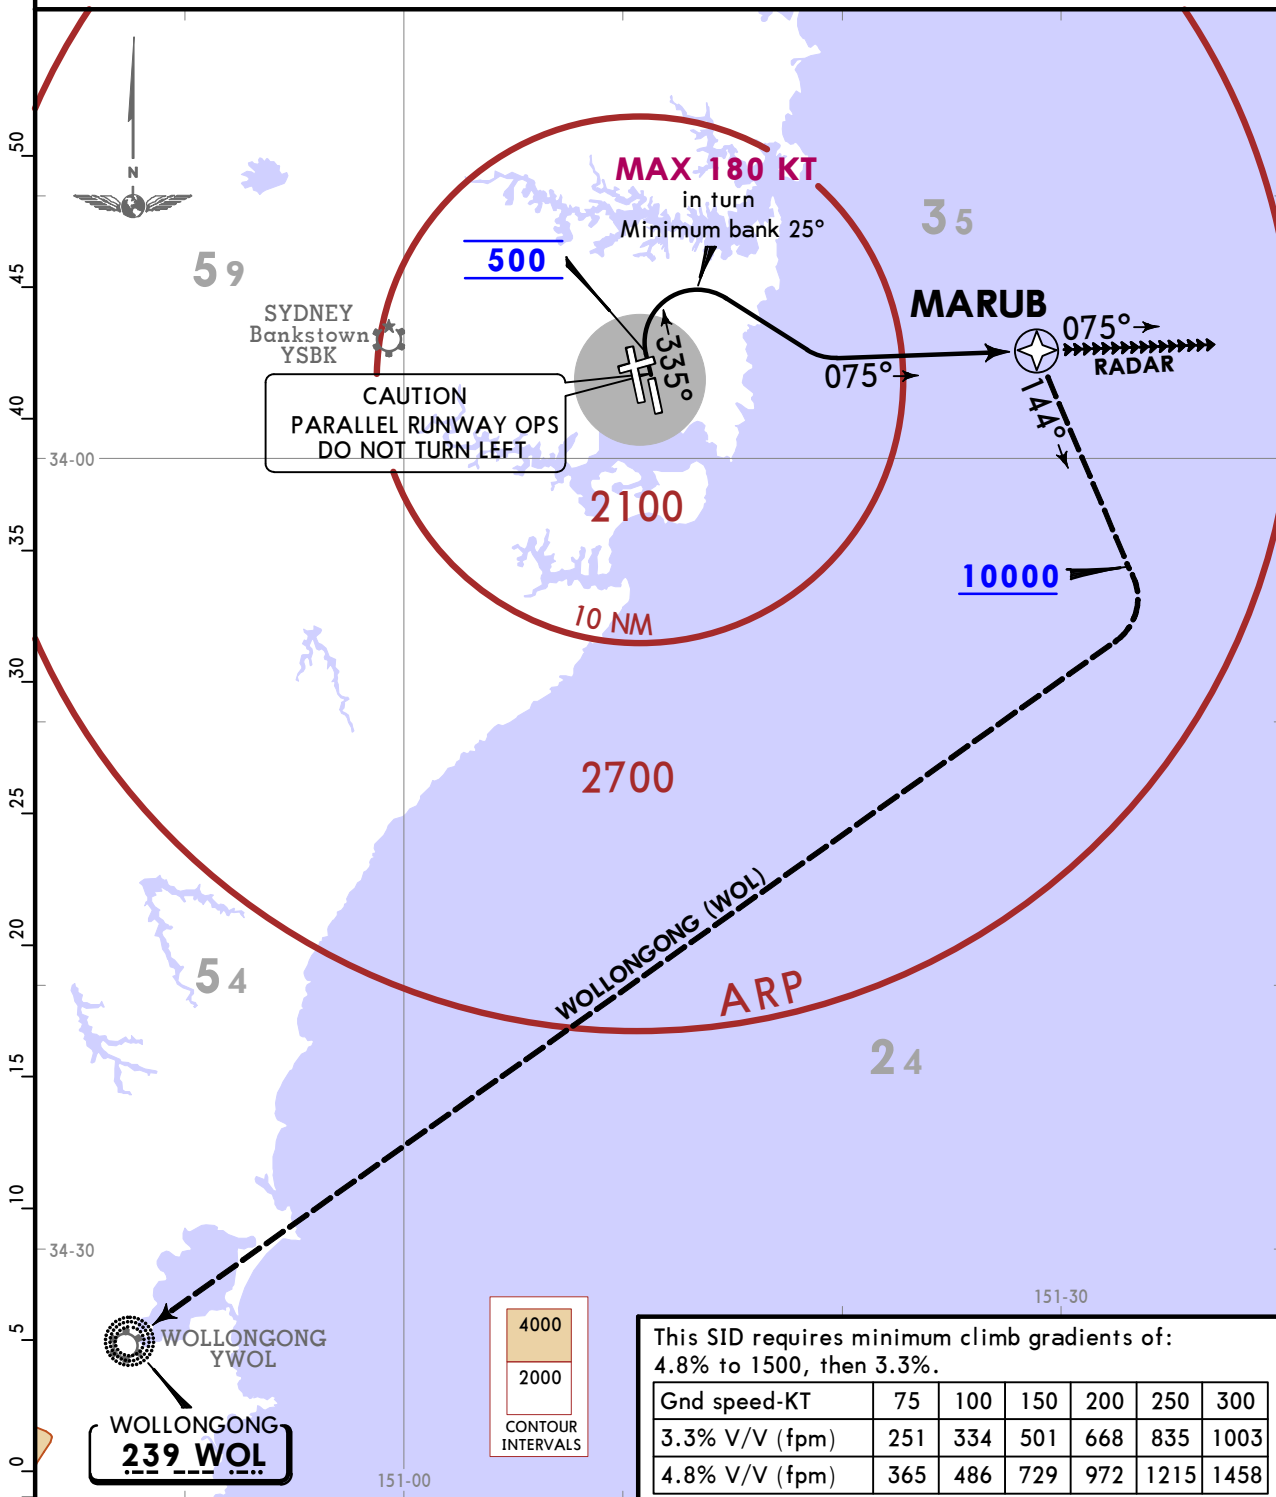 50
45
40
35
30
25
20
15
10
5
0
N
MAX 180 KT
in turn
Minimum bank 25°
35
59
500
SYDNEY
Bankstown
YSBK
MARUB
075°
RADAR
335°
075°
144°
CAUTION
PARALLEL RUNWAY OPS
DO NOT TURN LEFT
34-00
2100
10000
10 NM
2700
WOLLONGONG (WOL)
54
ARP
24
34-30
151-30
WOLLONGONG
YWOL
WOLLONGONG
239 WOL
151-00
4000
2000
CONTOUR
INTERVALS
This SID requires minimum climb gradients of:
4.8% to 1500, then 3.3%.
Gnd speed-KT 75 100 150 200 250 300
3.3% V/V (fpm) 251 334 501 668 835 1003
4.8% V/V (fpm) 365 486 729 972 1215 1458